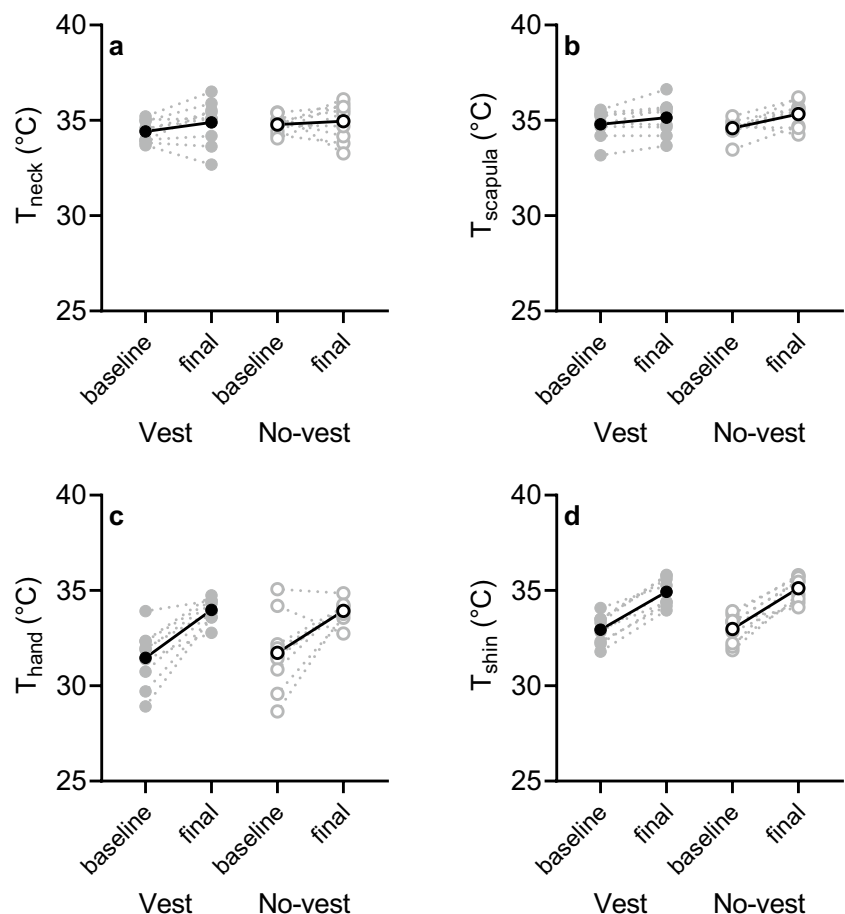 a
40
35
30
25
T_neck (°C)
baseline final baseline final
Vest No-vest
b
40
35
30
25
T_scapula (°C)
baseline final baseline final
Vest No-vest
c
40
35
30
25
T_hand (°C)
baseline final baseline final
Vest No-vest
d
40
35
30
25
T_shin (°C)
baseline final baseline final
Vest No-vest